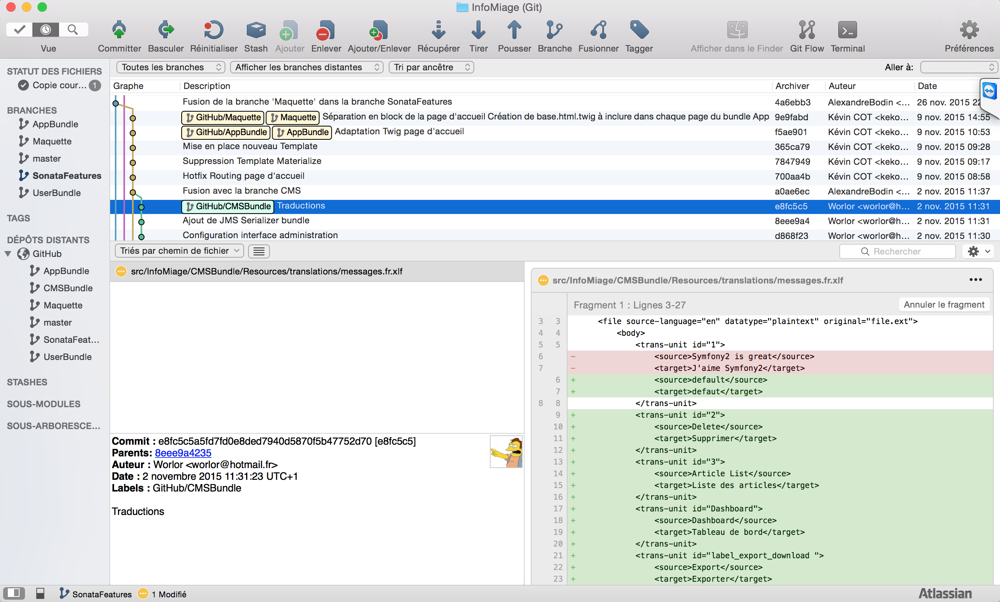 InfoMiage (Git)
Vue Committer Basculer Réinitialiser Stash Ajouter Enlever Ajouter/Enlever Récupérer Tirer Pousser Branche Fusionner Tagger Afficher dans le Finder Git Flow Terminal Préférences
Toutes les branches Afficher les branches distantes Tri par ancêtre Aller à:
STATUT DES FICHIERS
Copie cour... 1
BRANCHES
AppBundle
Maquette
master
SonataFeatures
UserBundle
TAGS
DÉPÔTS DISTANTS
GitHub
AppBundle
CMSBundle
Maquette
master
SonataFeat...
UserBundle
STASHES
SOUS-MODULES
SOUS-ARBORESCE...
Graphe Description Archiver Auteur Date
Fusion de la branche 'Maquette' dans la branche SonataFeatures 4a6ebb3 AlexandreBodin <... 26 nov. 2015
GitHub/Maquette Maquette Séparation en block de la page d'accueil Création de base.html.twig à inclure dans chaque page du bundle App 9e9fabd Kévin COT <keko... 9 nov. 2015 14:55
GitHub/AppBundle AppBundle Adaptation Twig page d'accueil f5ae901 Kévin COT <keko... 9 nov. 2015 10:53
Mise en place nouveau Template 365ca79 Kévin COT <keko... 9 nov. 2015 09:28
Suppression Template Materialize 7847949 Kévin COT <keko... 9 nov. 2015 09:17
Hotfix Routing page d'accueil 700aa4b Kévin COT <keko... 9 nov. 2015 08:58
Fusion avec la branche CMS a0ae6ec AlexandreBodin <... 2 nov. 2015 11:37
GitHub/CMSBundle Traductions e8fc5c5 Worlor <worlor@h... 2 nov. 2015 11:31
Ajout de JMS Serializer bundle 8eee9a4 Worlor <worlor@h... 2 nov. 2015 11:31
Configuration interface administration d868f23 Worlor <worlor@h... 2 nov. 2015 11:30
Triés par chemin de fichier Rechercher
src/InfoMiage/CMSBundle/Resources/translations/messages.fr.xlf
Commit : e8fc5c5a5fd7fd0e8ded7940d5870f5b47752d70 [e8fc5c5]
Parents: 8eee9a4235
Auteur : Worlor <worlor@hotmail.fr>
Date : 2 novembre 2015 11:31:23 UTC+1
Labels : GitHub/CMSBundle
Traductions
src/InfoMiage/CMSBundle/Resources/translations/messages.fr.xlf
Fragment 1 : Lignes 3-27 Annuler le fragment
3 3 <file source-language="en" datatype="plaintext" original="file.ext">
4 4 <body>
5 5 <trans-unit id="1">
6 - <source>Symfony2 is great</source>
7 - <target>J'aime Symfony2</target>
6 + <source>default</source>
7 + <target>defaut</target>
8 8 </trans-unit>
9 + <trans-unit id="2">
10 + <source>Delete</source>
11 + <target>Supprimer</target>
12 + </trans-unit>
13 + <trans-unit id="3">
14 + <source>Article List</source>
15 + <target>Liste des articles</target>
16 + </trans-unit>
17 + <trans-unit id="Dashboard">
18 + <source>Dashboard</source>
19 + <target>Tableau de bord</target>
20 + </trans-unit>
21 + <trans-unit id="label_export_download ">
22 + <source>Export</source>
23 + <target>Exporter</target>
SonataFeatures 1 Modifié Atlassian